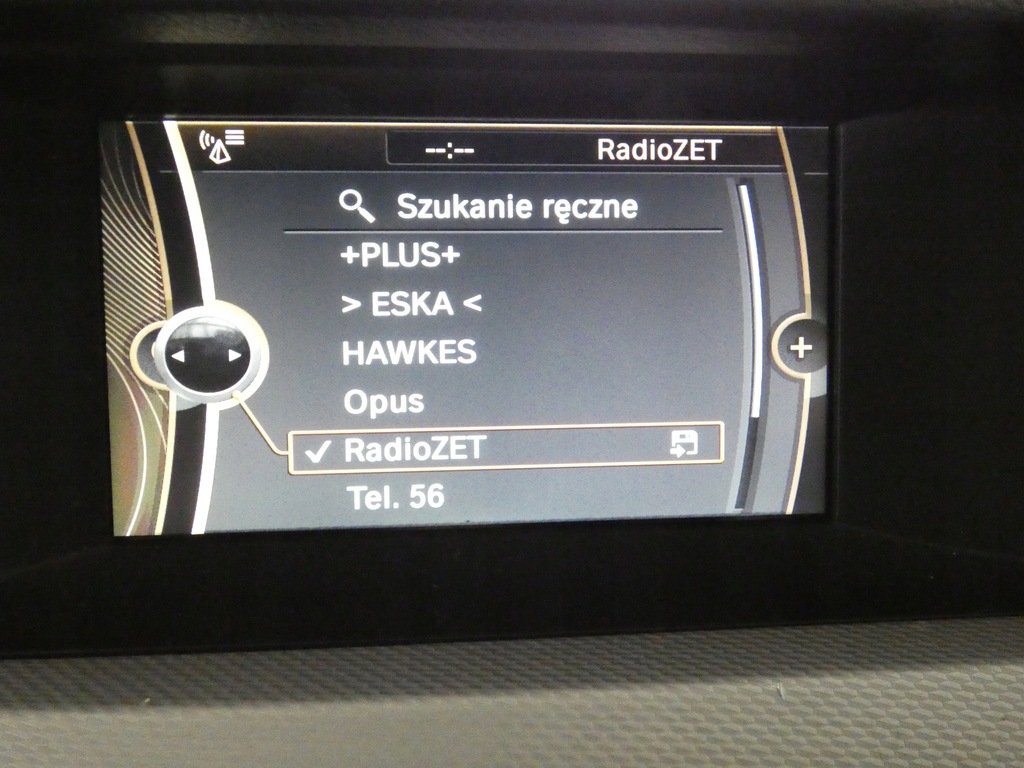 --:-- RadioZET
Szukanie ręczne
+PLUS+
> ESKA <
HAWKES
Opus
RadioZET
Tel. 56